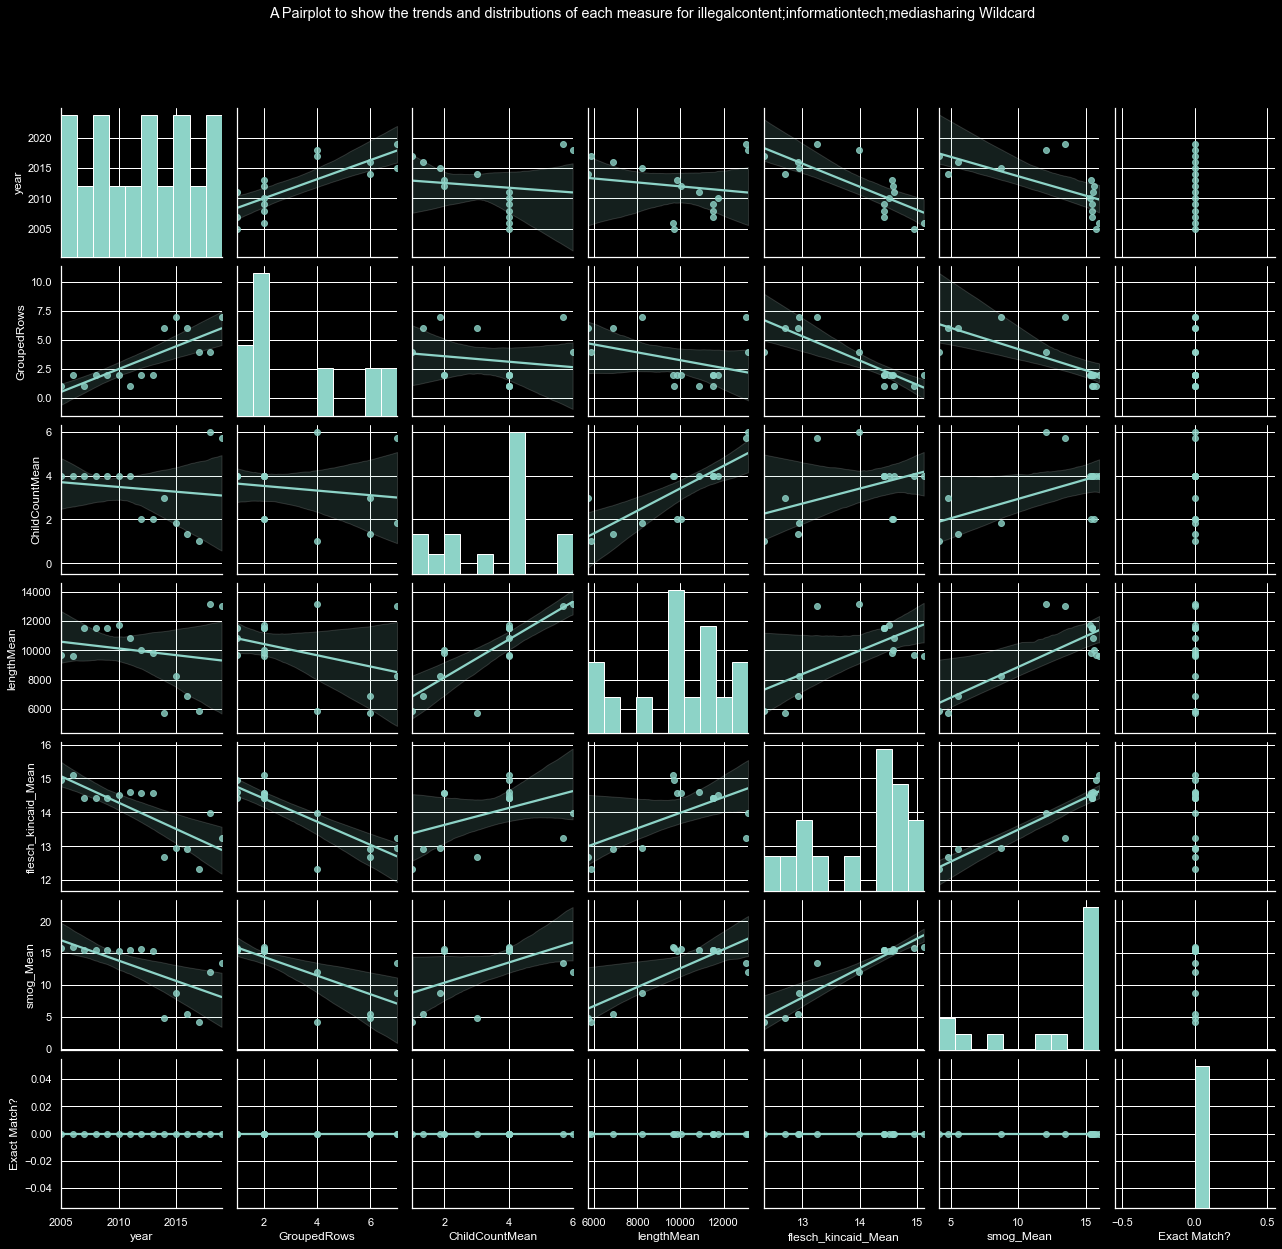 A Pairplot to show the trends and distributions of each measure for illegalcontent;informationtech;mediasharing Wildcard
year
2020
2015
2010
2005
GroupedRows
10.0
7.5
5.0
2.5
0.0
ChildCountMean
6
4
2
0
lengthMean
14000
12000
10000
8000
6000
flesch_kincaid_Mean
16
15
14
13
12
smog_Mean
20
15
10
5
0
Exact Match?
0.04
0.02
0.00
−0.02
−0.04
2005 2010 2015
2 4 6
2 4 6
6000 8000 10000 12000
13 14 15
5 10 15
−0.5 0.0 0.5
year
GroupedRows
ChildCountMean
lengthMean
flesch_kincaid_Mean
smog_Mean
Exact Match?